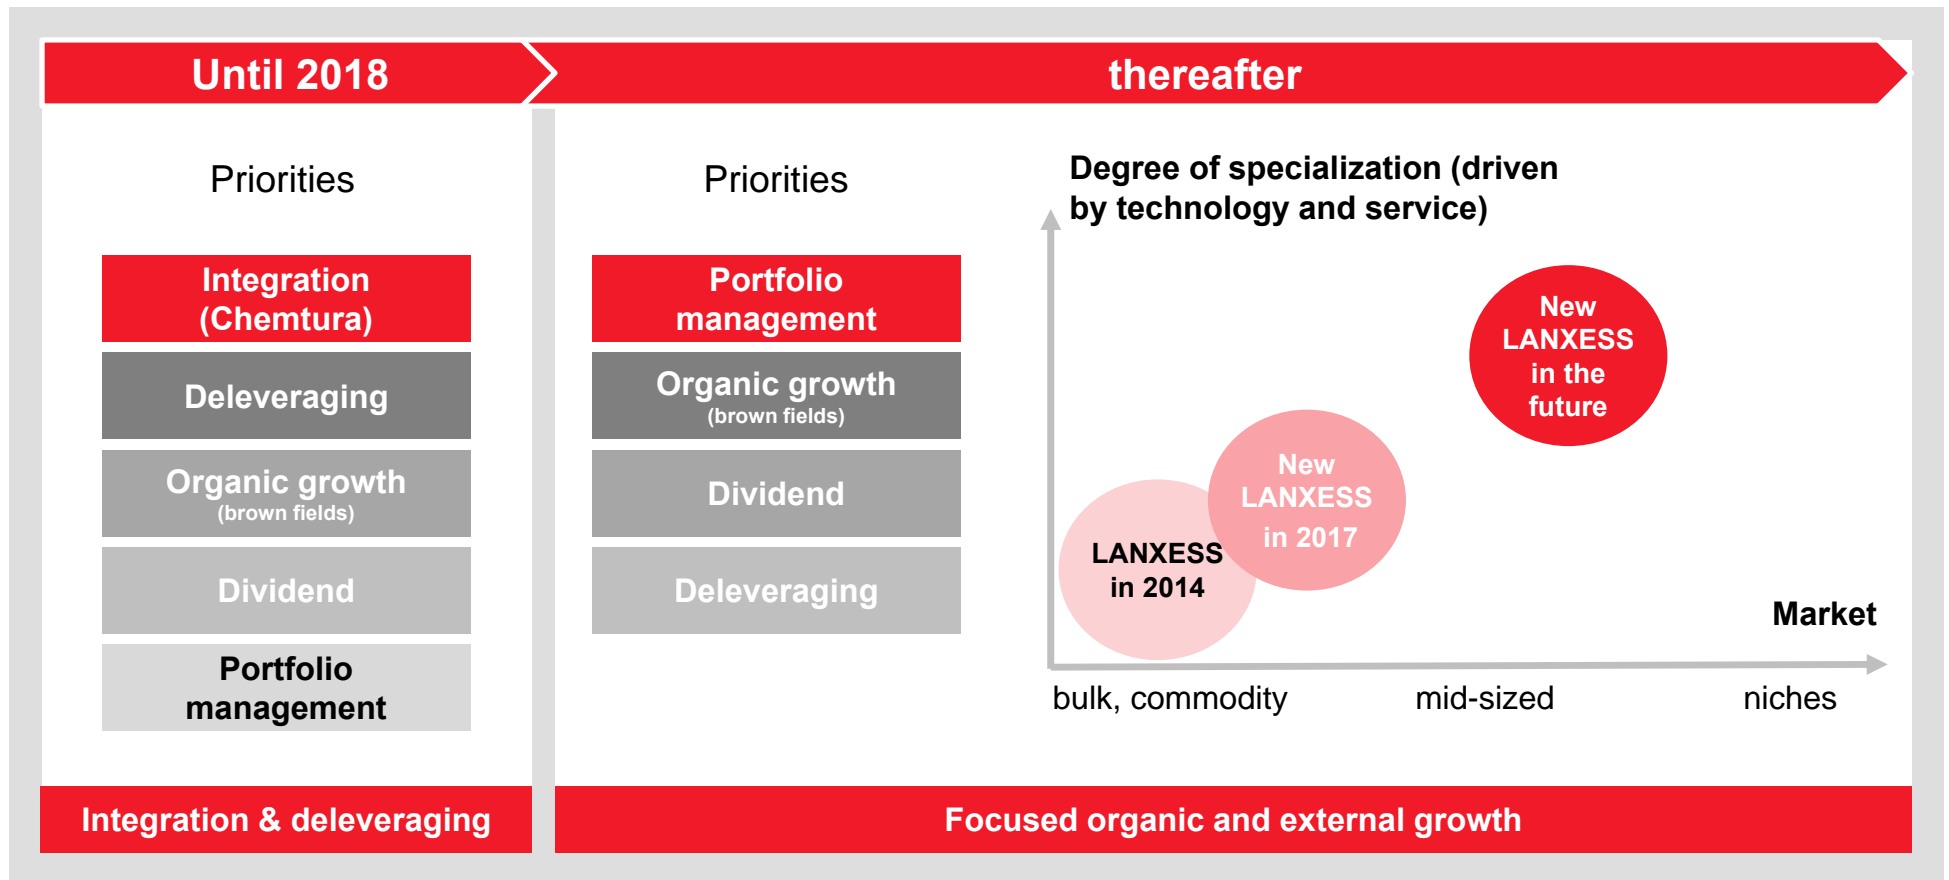 Until 2018
thereafter
Priorities
Integration
(Chemtura)
Deleveraging
Organic growth
(brown fields)
Dividend
Portfolio
management
Integration & deleveraging
Priorities
Portfolio
management
Organic growth
(brown fields)
Dividend
Deleveraging
Degree of specialization (driven
by technology and service)
New
LANXESS
in the
future
New
LANXESS
in 2017
LANXESS
in 2014
Market
bulk, commodity
mid-sized
niches
Focused organic and external growth